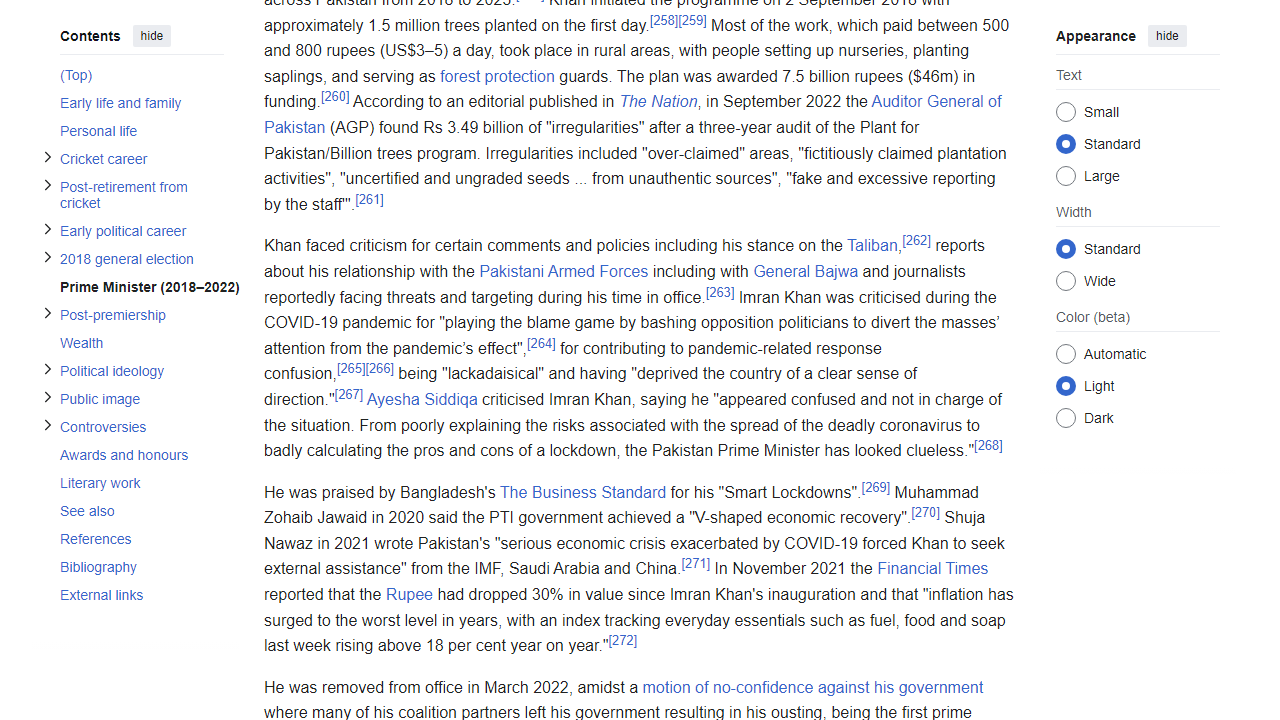 Contents hide
(Top)
Early life and family
Personal life
Cricket career
Post-retirement from
cricket
Early political career
2018 general election
Prime Minister (2018–2022)
Post-premiership
Wealth
Political ideology
Public image
Controversies
Awards and honours
Literary work
See also
References
Bibliography
External links
across Pakistan from 2018 to 2023. Khan initiated the programme on 2 September 2018 with
approximately 1.5 million trees planted on the first day.[258][259] Most of the work, which paid between 500
and 800 rupees (US$3–5) a day, took place in rural areas, with people setting up nurseries, planting
saplings, and serving as forest protection guards. The plan was awarded 7.5 billion rupees ($46m) in
funding.[260] According to an editorial published in The Nation, in September 2022 the Auditor General of
Pakistan (AGP) found Rs 3.49 billion of "irregularities" after a three-year audit of the Plant for
Pakistan/Billion trees program. Irregularities included "over-claimed" areas, "fictitiously claimed plantation
activities", "uncertified and ungraded seeds ... from unauthentic sources", "fake and excessive reporting
by the staff'".[261]
Khan faced criticism for certain comments and policies including his stance on the Taliban,[262] reports
about his relationship with the Pakistani Armed Forces including with General Bajwa and journalists
reportedly facing threats and targeting during his time in office.[263] Imran Khan was criticised during the
COVID-19 pandemic for "playing the blame game by bashing opposition politicians to divert the masses’
attention from the pandemic’s effect",[264] for contributing to pandemic-related response
confusion,[265][266] being "lackadaisical" and having "deprived the country of a clear sense of
direction."[267] Ayesha Siddiqa criticised Imran Khan, saying he "appeared confused and not in charge of
the situation. From poorly explaining the risks associated with the spread of the deadly coronavirus to
badly calculating the pros and cons of a lockdown, the Pakistan Prime Minister has looked clueless."[268]
He was praised by Bangladesh's The Business Standard for his "Smart Lockdowns".[269] Muhammad
Zohaib Jawaid in 2020 said the PTI government achieved a "V-shaped economic recovery".[270] Shuja
Nawaz in 2021 wrote Pakistan's "serious economic crisis exacerbated by COVID-19 forced Khan to seek
external assistance" from the IMF, Saudi Arabia and China.[271] In November 2021 the Financial Times
reported that the Rupee had dropped 30% in value since Imran Khan's inauguration and that "inflation has
surged to the worst level in years, with an index tracking everyday essentials such as fuel, food and soap
last week rising above 18 per cent year on year."[272]
He was removed from office in March 2022, amidst a motion of no-confidence against his government
where many of his coalition partners left his government resulting in his ousting, being the first prime
Appearance hide
Text
Small
Standard
Large
Width
Standard
Wide
Color (beta)
Automatic
Light
Dark